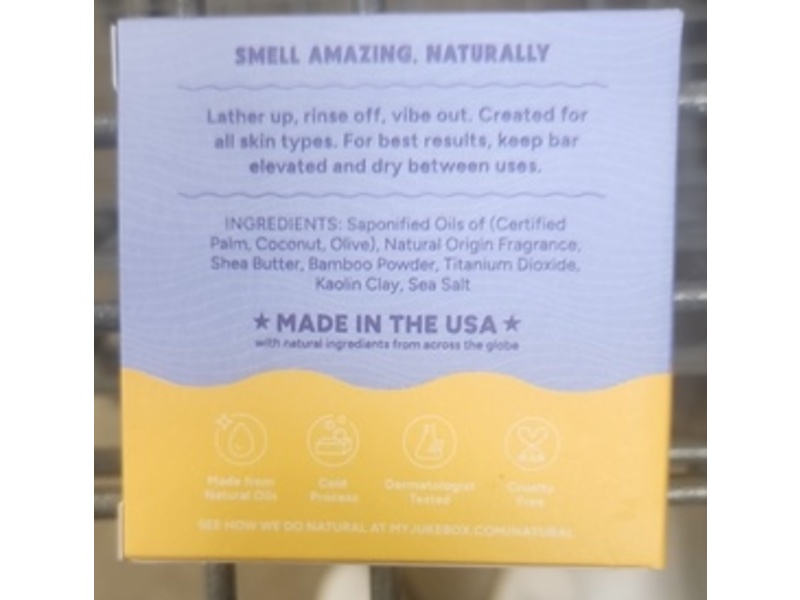 SMELL AMAZING, NATURALLY
Lather up, rinse off, vibe out. Created for
all skin types. For best results, keep bar
elevated and dry between uses.
INGREDIENTS: Saponified Oils of (Certified
Palm, Coconut, Olive), Natural Origin Fragrance,
Shea Butter, Bamboo Powder, Titanium Dioxide,
Kaolin Clay, Sea Salt
★ MADE IN THE USA ★
with natural ingredients from across the globe
Made from Natural Oils
Cold Process
Dermatologist Tested
Cruelty Free
SEE HOW WE DO NATURAL AT MYJUKEBOX.COM/NATURAL